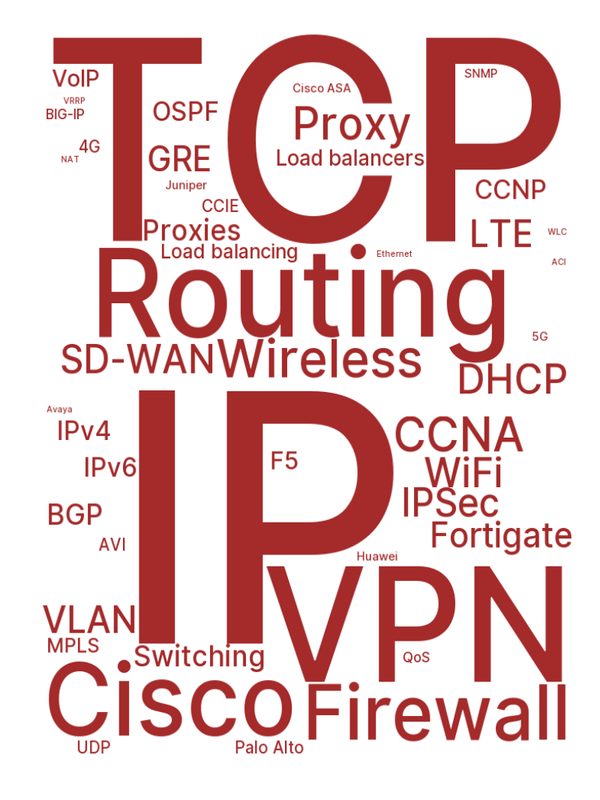 TCP
VoIP
SNMP
Cisco ASA
VRRP
BIG-IP
OSPF
Proxy
4G
NAT
GRE
Load balancers
Juniper
CCNP
CCIE
Proxies
LTE
WLC
Load balancing
Ethernet
ACI
Routing
5G
SD-WAN
Wireless
DHCP
IP
Avaya
IPv4
CCNA
IPv6
F5
WiFi
IPSec
BGP
Fortigate
AVI
Huawei
VPN
VLAN
MPLS
Switching
QoS
Cisco
Firewall
UDP
Palo Alto